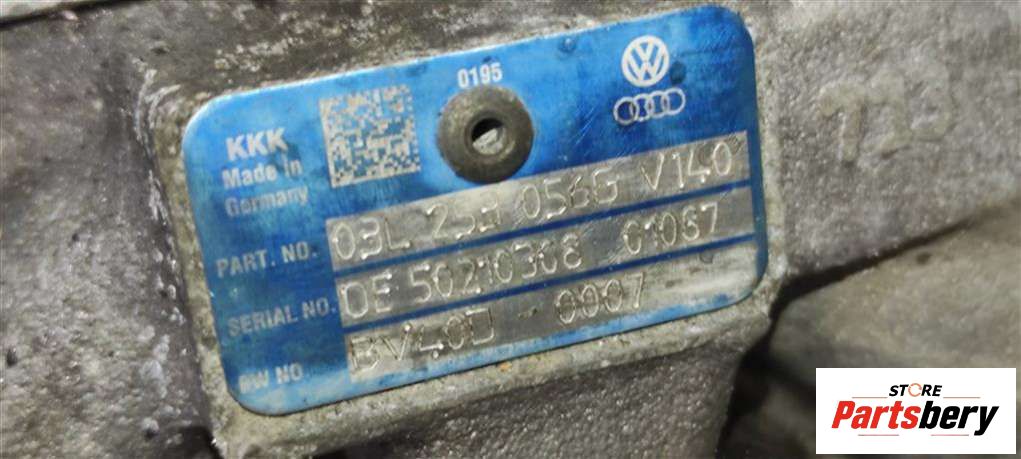 0195
KKK
Made in
Germany
PART. NO. 03L 253 056G V140
SERIAL NO. DE 50210308 01067
BW NO BV40D-0007
STORE
Partsbery